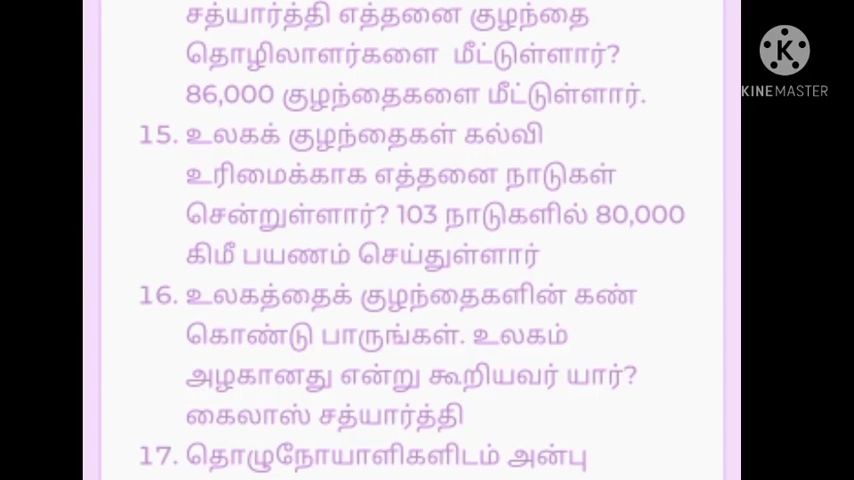 சத்யார்த்தி எத்தனை குழந்தை
தொழிலாளர்களை மீட்டுள்ளார்?
86,000 குழந்தைகளை மீட்டுள்ளார்.
15. உலகக் குழந்தைகள் கல்வி
உரிமைக்காக எத்தனை நாடுகள்
சென்றுள்ளார்? 103 நாடுகளில் 80,000
கிமீ பயணம் செய்துள்ளார்
16. உலகத்தைக் குழந்தைகளின் கண்
கொண்டு பாருங்கள். உலகம்
அழகானது என்று கூறியவர் யார்?
கைலாஸ் சத்யார்த்தி
17. தொழுநோயாளிகளிடம் அன்பு
K
KINEMASTER